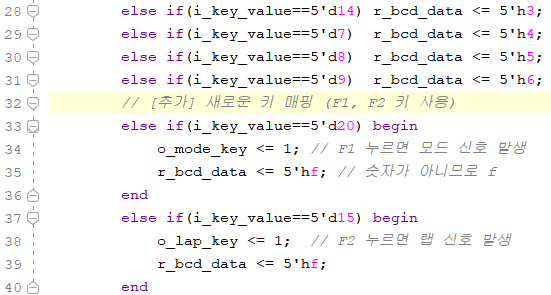 28 else if(i_key_value==5'd14) r_bcd_data <= 5'h3;
29 else if(i_key_value==5'd7)  r_bcd_data <= 5'h4;
30 else if(i_key_value==5'd8)  r_bcd_data <= 5'h5;
31 else if(i_key_value==5'd9)  r_bcd_data <= 5'h6;
32 // [추가] 새로운 키 매핑 (F1, F2 키 사용)
33 else if(i_key_value==5'd20) begin
34     o_mode_key <= 1; // F1 누르면 모드 신호 발생
35     r_bcd_data <= 5'hf; // 숫자가 아니므로 f
36 end
37 else if(i_key_value==5'd15) begin
38     o_lap_key <= 1;  // F2 누르면 랩 신호 발생
39     r_bcd_data <= 5'hf;
40 end